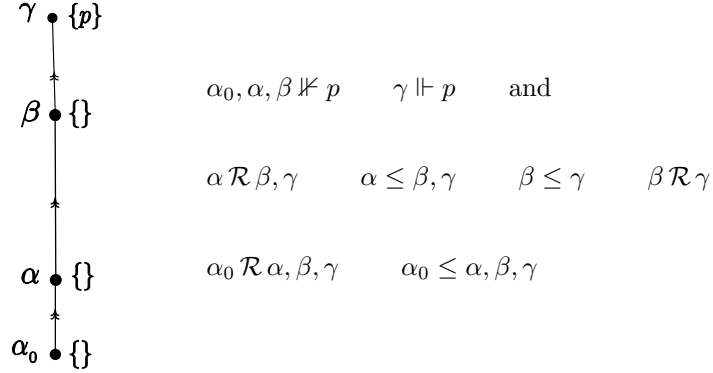 γ {p}
α₀, α, β ⊮ p γ ⊩ p and
β {}
α ℛ β, γ α ≤ β, γ β ≤ γ β ℛ γ
α₀ ℛ α, β, γ α₀ ≤ α, β, γ
α {}
α₀ {}